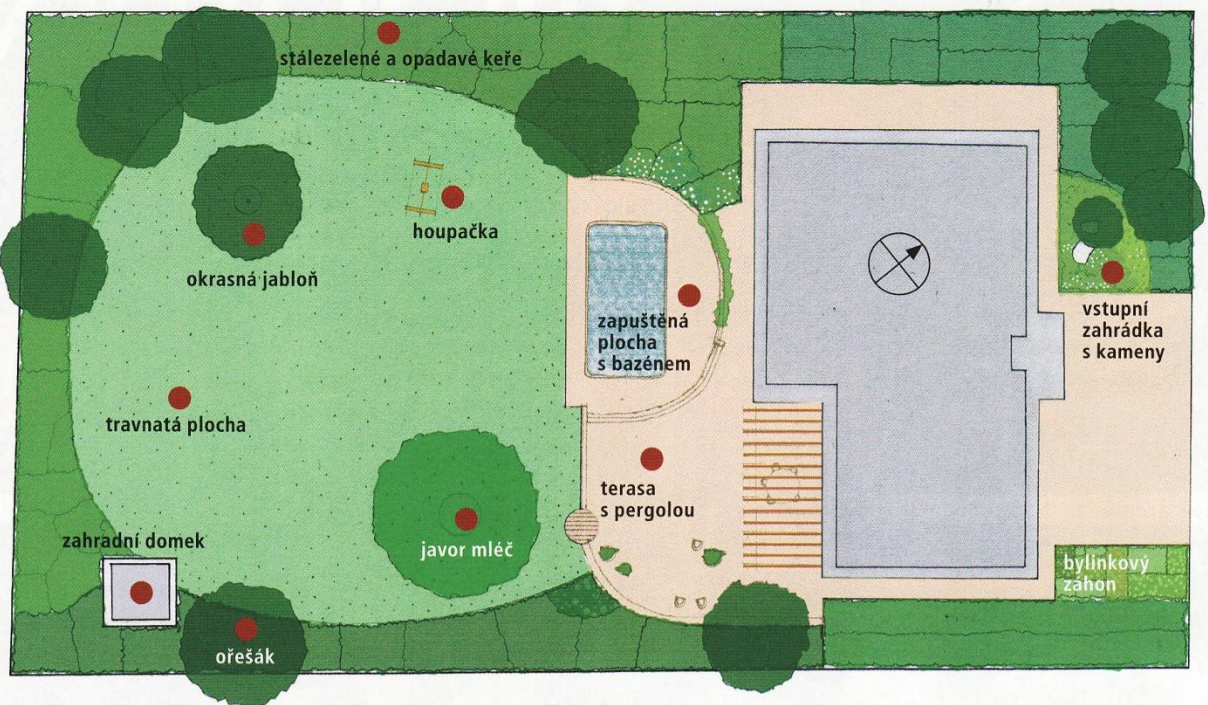 stálezelené a opadavé keře
houpačka
okrasná jabloň
zapuštěná
plocha
s bazénem
vstupní
zahrádka
s kameny
travnatá plocha
terasa
s pergolou
zahradní domek
javor mléč
bylinkový
záhon
ořešák